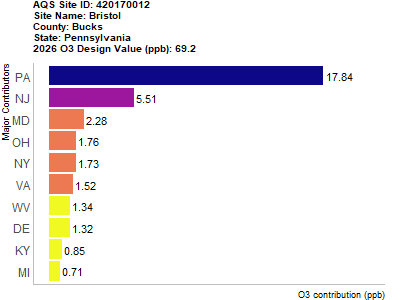 AQS Site ID: 420170012
Site Name: Bristol
County: Bucks
State: Pennsylvania
2026 O3 Design Value (ppb): 69.2
Major Contributors
PA 17.84
NJ 5.51
MD 2.28
OH 1.76
NY 1.73
VA 1.52
WV 1.34
DE 1.32
KY 0.85
MI 0.71
O3 contribution (ppb)